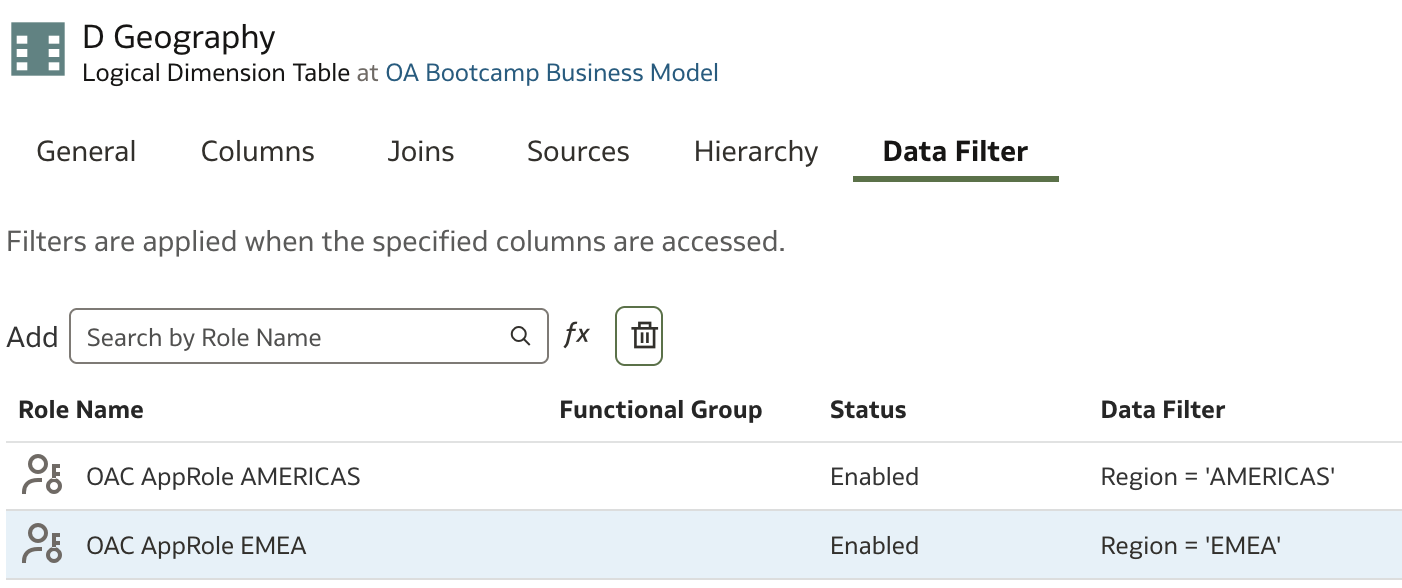 D Geography
Logical Dimension Table at OA Bootcamp Business Model
General Columns Joins Sources Hierarchy Data Filter
Filters are applied when the specified columns are accessed.
Add Search by Role Name fx
Role Name Functional Group Status Data Filter
OAC AppRole AMERICAS Enabled Region = 'AMERICAS'
OAC AppRole EMEA Enabled Region = 'EMEA'